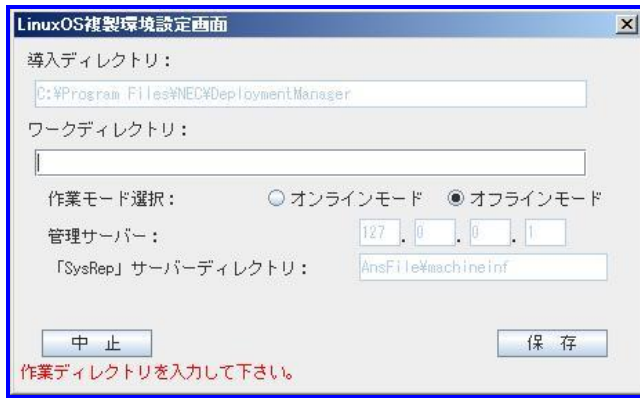 LinuxOS複製環境設定画面
導入ディレクトリ：
C:¥Program Files¥NEC¥DeploymentManager
ワークディレクトリ：
作業モード選択： オンラインモード オフラインモード
管理サーバー： 127 . 0 . 0 . 1
「SysRep」サーバーディレクトリ： AnsFile¥machineinf
中 止 保 存
作業ディレクトリを入力して下さい。